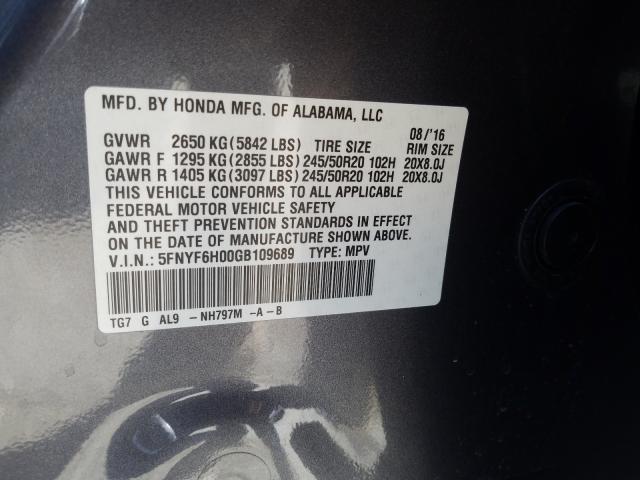 MFD. BY HONDA MFG. OF ALABAMA, LLC 08/'16
GVWR 2650 KG (5842 LBS) TIRE SIZE RIM SIZE
GAWR F 1295 KG (2855 LBS) 245/50R20 102H 20X8.0J
GAWR R 1405 KG (3097 LBS) 245/50R20 102H 20X8.0J
THIS VEHICLE CONFORMS TO ALL APPLICABLE
FEDERAL MOTOR VEHICLE SAFETY
AND THEFT PREVENTION STANDARDS IN EFFECT
ON THE DATE OF MANUFACTURE SHOWN ABOVE.
V.I.N.: 5FNYF6H00GB109689 TYPE: MPV
TG7 G AL9 -NH797M -A-B